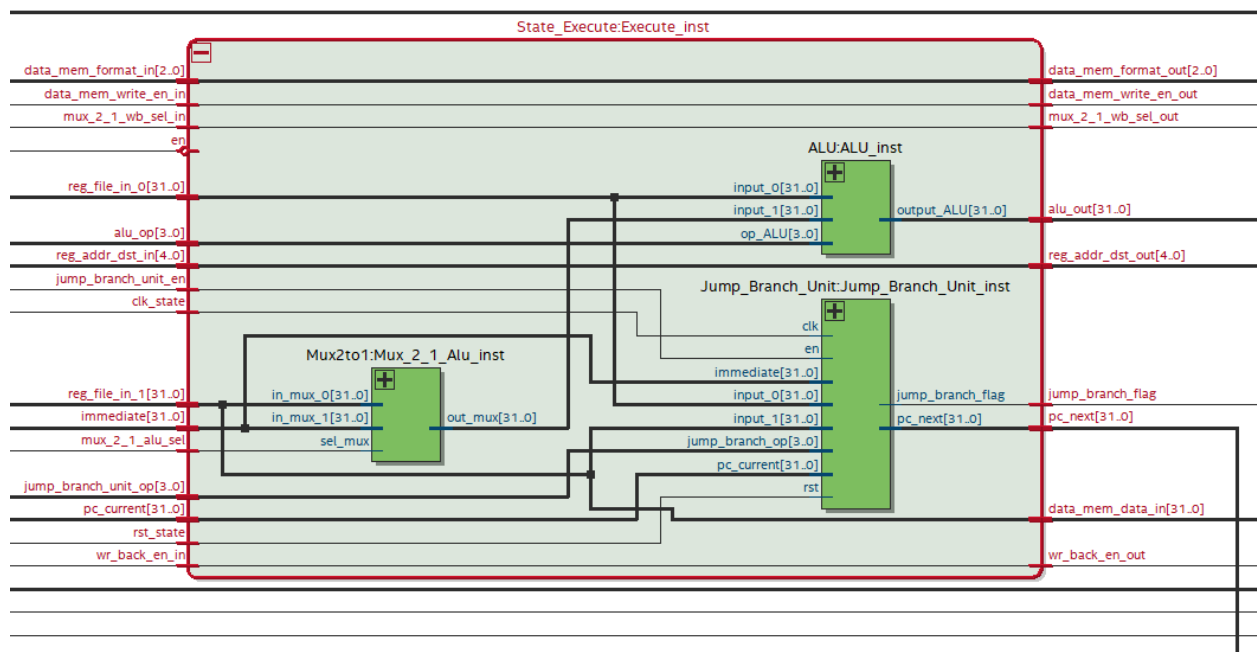 State_Execute:Execute_inst
data_mem_format_in[2..0]
data_mem_format_out[2..0]
data_mem_write_en_in
data_mem_write_en_out
mux_2_1_wb_sel_in
mux_2_1_wb_sel_out
en
ALU:ALU_inst
reg_file_in_0[31..0]
input_0[31..0]
input_1[31..0]
output_ALU[31..0]
alu_out[31..0]
alu_op[3..0]
op_ALU[3..0]
reg_addr_dst_in[4..0]
reg_addr_dst_out[4..0]
jump_branch_unit_en
Jump_Branch_Unit:Jump_Branch_Unit_inst
clk_state
clk
en
Mux2to1:Mux_2_1_Alu_inst
immediate[31..0]
reg_file_in_1[31..0]
in_mux_0[31..0]
input_0[31..0]
jump_branch_flag
jump_branch_flag
immediate[31..0]
in_mux_1[31..0]
out_mux[31..0]
input_1[31..0]
pc_next[31..0]
pc_next[31..0]
mux_2_1_alu_sel
sel_mux
jump_branch_op[3..0]
pc_current[31..0]
jump_branch_unit_op[3..0]
rst
pc_current[31..0]
data_mem_data_in[31..0]
rst_state
wr_back_en_in
wr_back_en_out